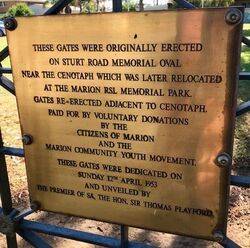 THESE GATES WERE ORIGINALLY ERECTED
ON STURT ROAD MEMORIAL OVAL
NEAR THE CENOTAPH WHICH WAS LATER RELOCATED
AT THE MARION RSL MEMORIAL PARK.
GATES RE-ERECTED ADJACENT TO CENOTAPH.
PAID FOR BY VOLUNTARY DONATIONS
BY THE
CITIZENS OF MARION
AND THE
MARION COMMUNITY YOUTH MOVEMENT.
THESE GATES WERE DEDICATED ON
SUNDAY 12TH APRIL 1953
AND UNVEILED BY
THE PREMIER OF SA, THE HON. SIR THOMAS PLAYFORD.